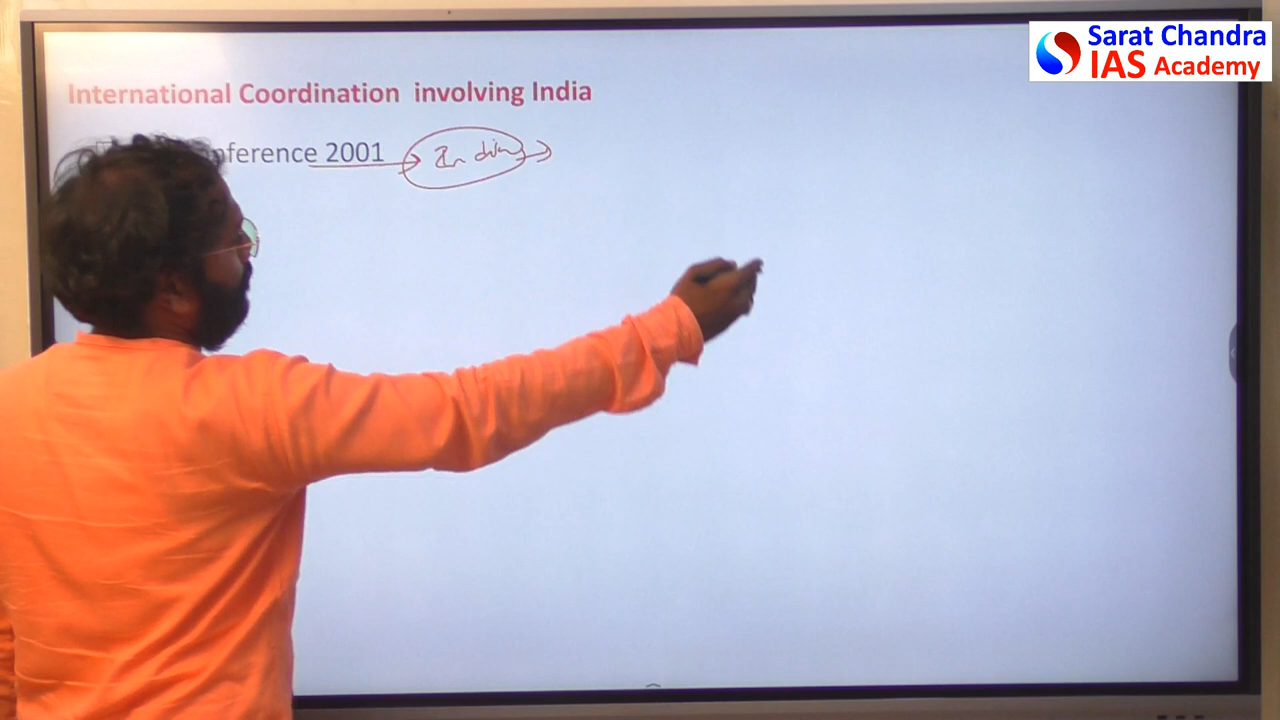 Sarat Chandra
IAS Academy
International Coordination involving India
nference 2001